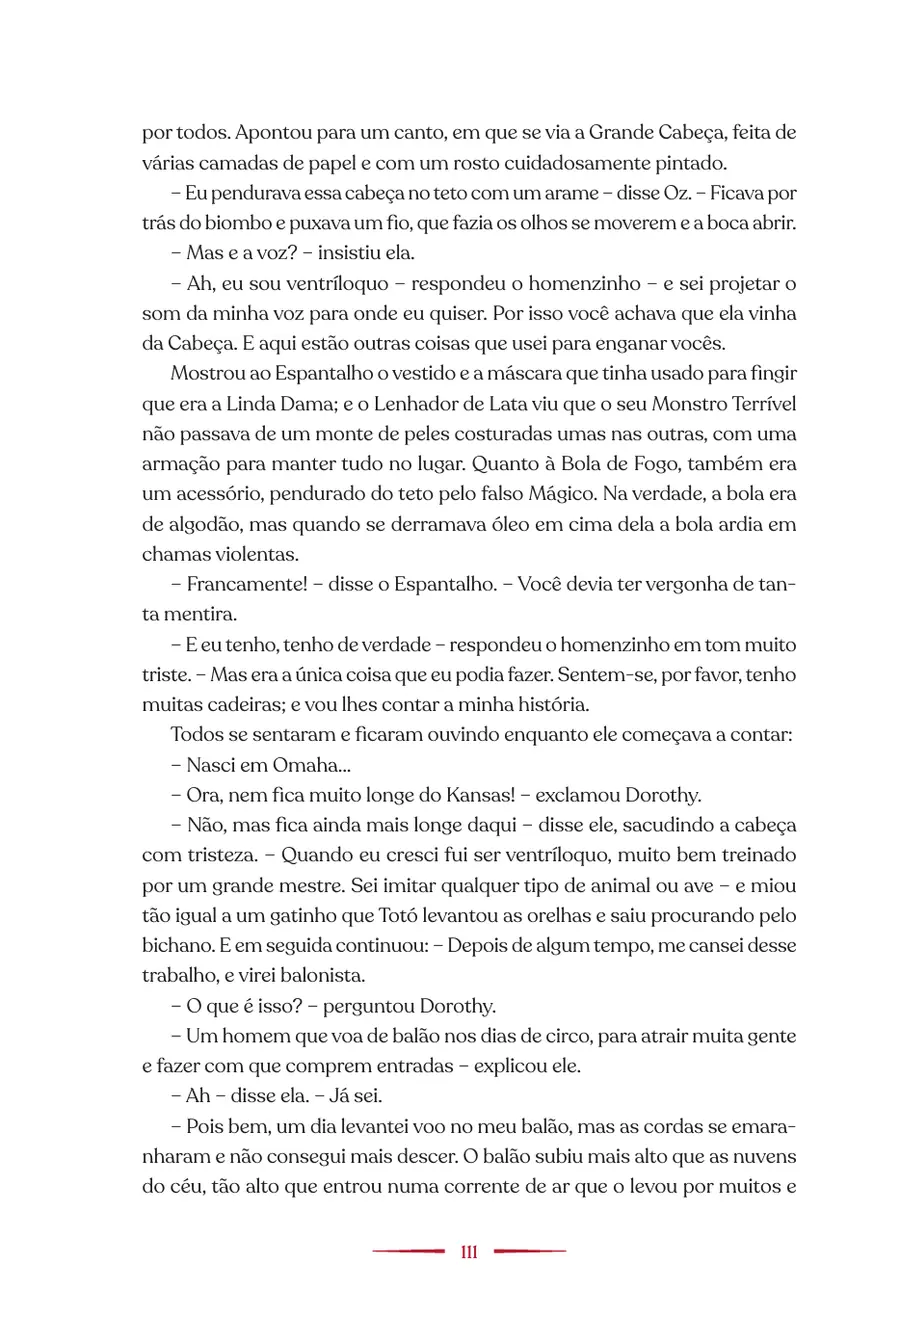 por todos. Apontou para um canto, em que se via a Grande Cabeça, feita de
várias camadas de papel e com um rosto cuidadosamente pintado.
– Eu pendurava essa cabeça no teto com um arame – disse Oz. – Ficava por
trás do biombo e puxava um fio, que fazia os olhos se moverem e a boca abrir.
– Mas e a voz? – insistiu ela.
– Ah, eu sou ventríloquo – respondeu o homenzinho – e sei projetar o
som da minha voz para onde eu quiser. Por isso você achava que ela vinha
da Cabeça. E aqui estão outras coisas que usei para enganar vocês.
Mostrou ao Espantalho o vestido e a máscara que tinha usado para fingir
que era a Linda Dama; e o Lenhador de Lata viu que o seu Monstro Terrível
não passava de um monte de peles costuradas umas nas outras, com uma
armação para manter tudo no lugar. Quanto à Bola de Fogo, também era
um acessório, pendurado do teto pelo falso Mágico. Na verdade, a bola era
de algodão, mas quando se derramava óleo em cima dela a bola ardia em
chamas violentas.
– Francamente! – disse o Espantalho. – Você devia ter vergonha de tan-
ta mentira.
– E eu tenho, tenho de verdade – respondeu o homenzinho em tom muito
triste. – Mas era a única coisa que eu podia fazer. Sentem-se, por favor, tenho
muitas cadeiras; e vou lhes contar a minha história.
Todos se sentaram e ficaram ouvindo enquanto ele começava a contar:
– Nasci em Omaha...
– Ora, nem fica muito longe do Kansas! – exclamou Dorothy.
– Não, mas fica ainda mais longe daqui – disse ele, sacudindo a cabeça
com tristeza. – Quando eu cresci fui ser ventríloquo, muito bem treinado
por um grande mestre. Sei imitar qualquer tipo de animal ou ave – e miou
tão igual a um gatinho que Totó levantou as orelhas e saiu procurando pelo
bichano. E em seguida continuou: – Depois de algum tempo, me cansei desse
trabalho, e virei balonista.
– O que é isso? – perguntou Dorothy.
– Um homem que voa de balão nos dias de circo, para atrair muita gente
e fazer com que comprem entradas – explicou ele.
– Ah – disse ela. – Já sei.
– Pois bem, um dia levantei voo no meu balão, mas as cordas se emara-
nharam e não consegui mais descer. O balão subiu mais alto que as nuvens
do céu, tão alto que entrou numa corrente de ar que o levou por muitos e
111